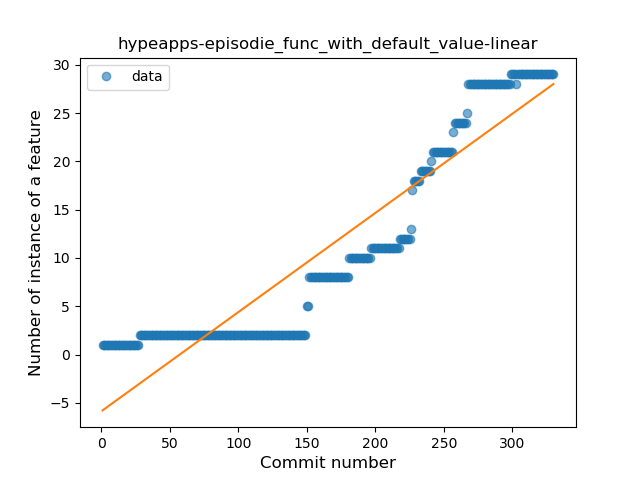 hypeapps-episodie_func_with_default_value-linear
data
Number of instance of a feature
30
25
20
15
10
5
0
−5
0 50 100 150 200 250 300
Commit number